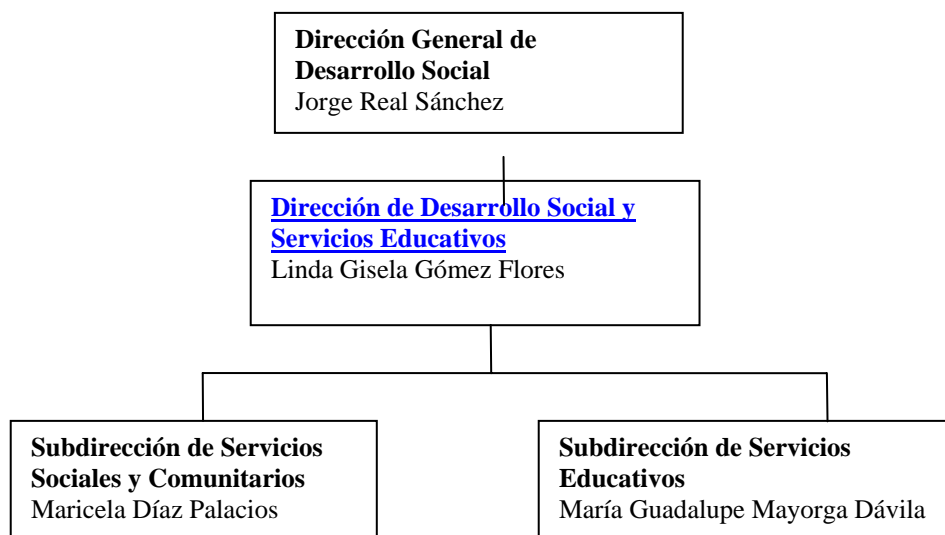 Dirección General de
Desarrollo Social
Jorge Real Sánchez
Dirección de Desarrollo Social y
Servicios Educativos
Linda Gisela Gómez Flores
Subdirección de Servicios
Sociales y Comunitarios
Maricela Díaz Palacios
Subdirección de Servicios
Educativos
María Guadalupe Mayorga Dávila